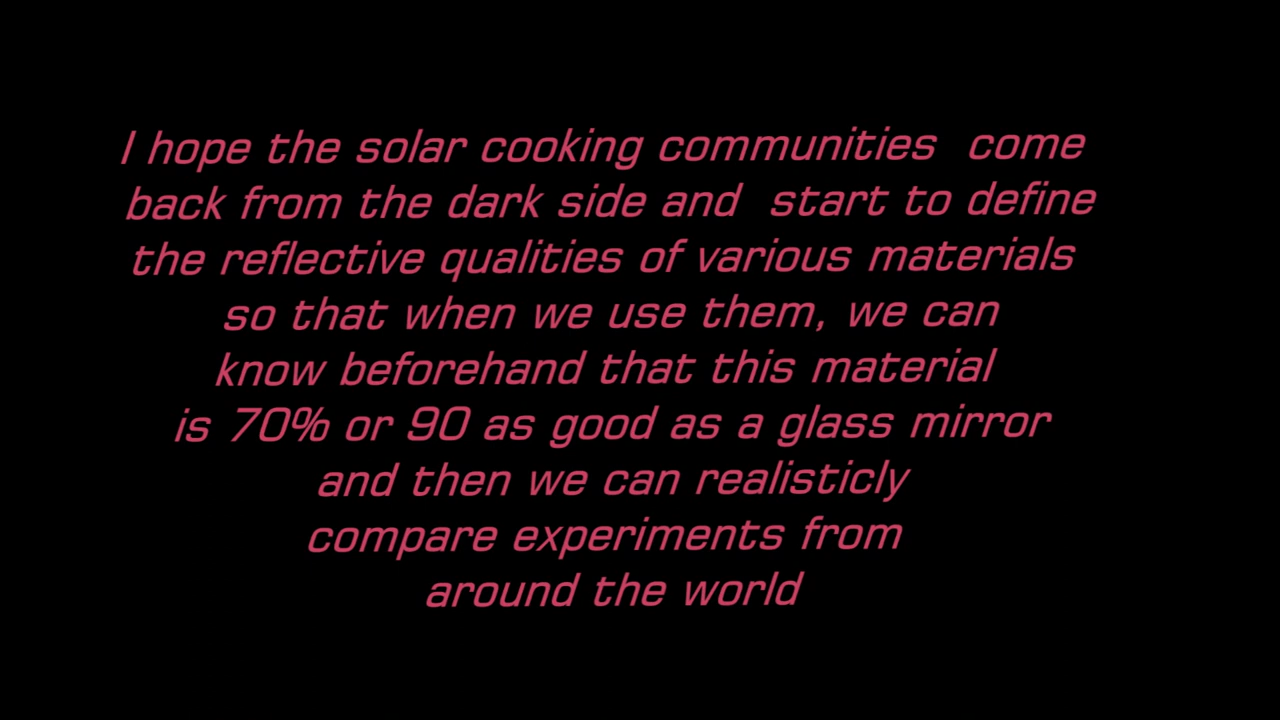 I hope the solar cooking communities  come
back from the dark side and  start to define
the reflective qualities of various materials
so that when we use them, we can
know beforehand that this material
is 70% or 90 as good as a glass mirror
and then we can realisticly
compare experiments from
around the world